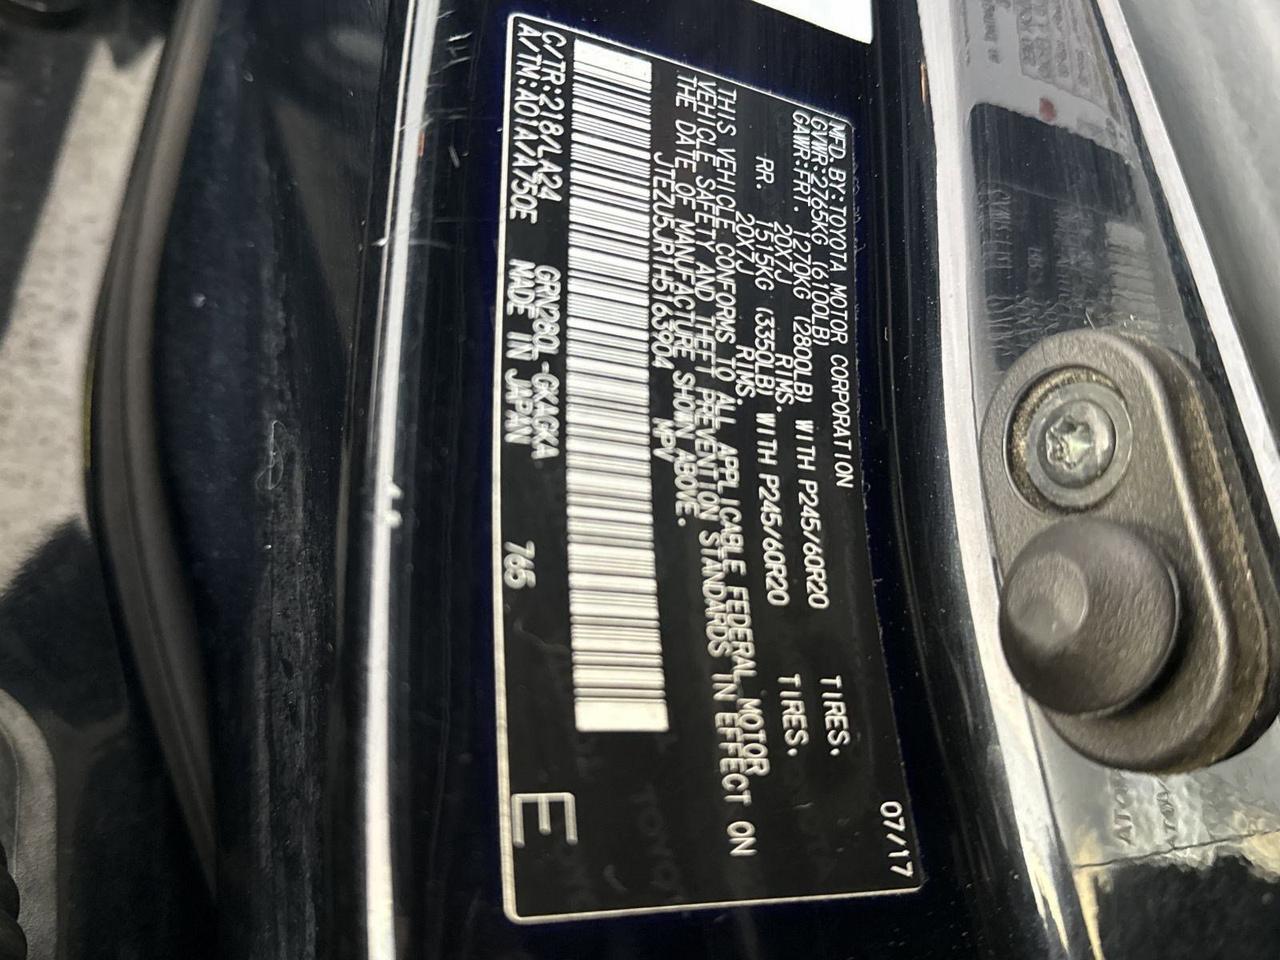 MFD. BY: TOYOTA MOTOR CORPORATION 07/17
GVWR: 2765KG (6100LB)
GAWR: FRT. 1270KG (2800LB) WITH P245/60R20 TIRES.
20X7J RIMS.
RR. 1515KG (3350LB) WITH P245/60R20 TIRES.
20X7J RIMS.
THIS VEHICLE CONFORMS TO ALL APPLICABLE FEDERAL MOTOR
VEHICLE SAFETY AND THEFT PREVENTION STANDARDS IN EFFECT ON
THE DATE OF MANUFACTURE SHOWN ABOVE.
JTEZU5JR1H5163904 MPV
C/TR: 218/LA24 GRN280L-GKAGKA 765
A/TM: A01A/A750E MADE IN JAPAN
E